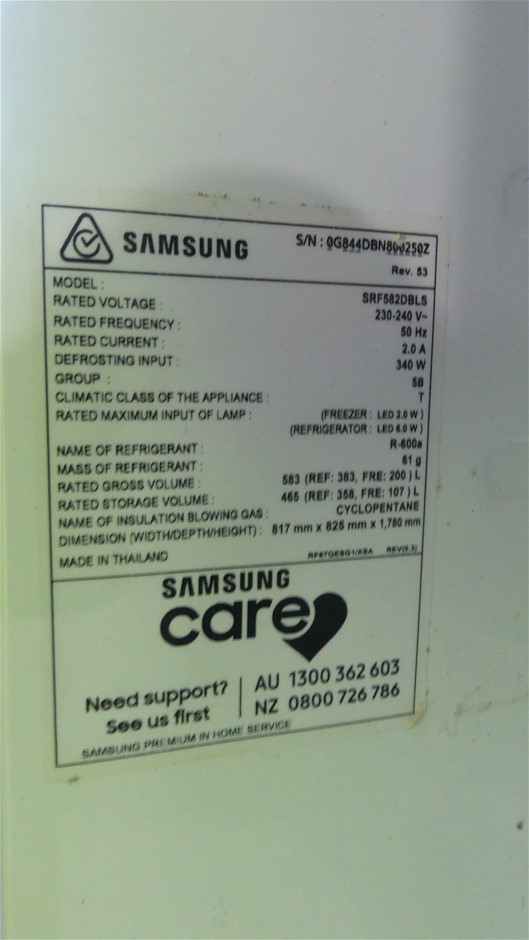 SAMSUNG
S/N : 0G844DBN800250Z
Rev. 53
MODEL : SRF582DBLS
RATED VOLTAGE : 230-240 V~
RATED FREQUENCY : 50 Hz
RATED CURRENT : 2.0 A
DEFROSTING INPUT : 340 W
GROUP : 5B
CLIMATIC CLASS OF THE APPLIANCE : T
RATED MAXIMUM INPUT OF LAMP : (FREEZER : LED 2.0 W )
(REFRIGERATOR : LED 6.0 W )
NAME OF REFRIGERANT : R-600a
MASS OF REFRIGERANT : 61 g
RATED GROSS VOLUME : 583 (REF: 383, FRE: 200 ) L
RATED STORAGE VOLUME : 465 (REF: 358, FRE: 107 ) L
NAME OF INSULATION BLOWING GAS : CYCLOPENTANE
DIMENSION (WIDTH/DEPTH/HEIGHT) : 817 mm x 825 mm x 1,780 mm
MADE IN THAILAND
SAMSUNG
care
Need support?
See us first
AU 1300 362 603
NZ 0800 726 786
SAMSUNG PREMIUM IN HOME SERVICE